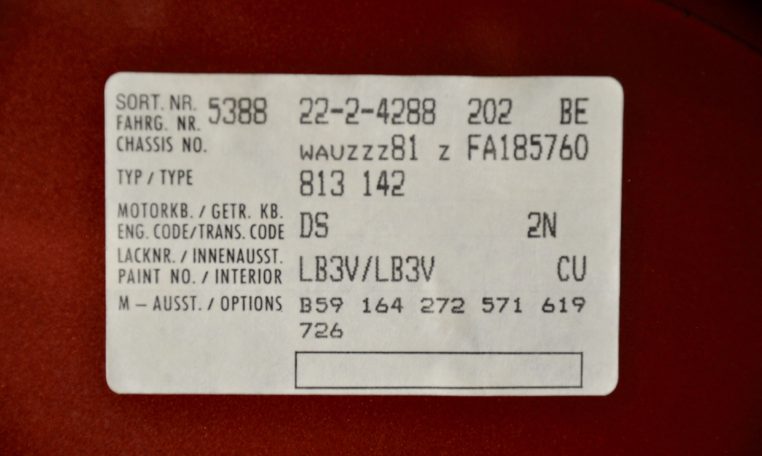 SORT. NR. 5388 22-2-4288 202 BE
FAHRG. NR.
CHASSIS NO. WAUZZZ81 Z FA185760
TYP / TYPE 813 142
MOTORKB. / GETR. KB.
ENG. CODE/TRANS. CODE DS 2N
LACKNR. / INNENAUSST.
PAINT NO. / INTERIOR LB3V/LB3V CU
M – AUSST. / OPTIONS B59 164 272 571 619
726